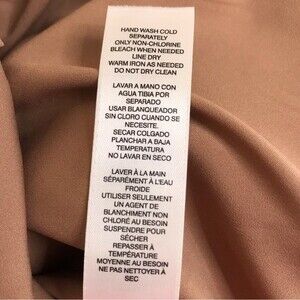 HAND WASH COLD
SEPARATELY
ONLY NON-CHLORINE
BLEACH WHEN NEEDED
LINE DRY
WARM IRON AS NEEDED
DO NOT DRY CLEAN
LAVAR A MANO CON
AGUA TIBIA POR
SEPARADO
USAR BLANQUEADOR
SIN CLORO CUANDO SE
NECESITE.
SECAR COLGADO
PLANCHAR A BAJA
TEMPERATURA
NO LAVAR EN SECO
LAVER À LA MAIN
SÉPARÉMENT À L'EAU
FROIDE
UTILISER SEULEMENT
UN AGENT DE
BLANCHIMENT NON
CHLORÉ AU BESOIN
SUSPENDRE POUR
SÉCHER
REPASSER À
TEMPÉRATURE
MOYENNE AU BESOIN
NE PAS NETTOYER À
SEC